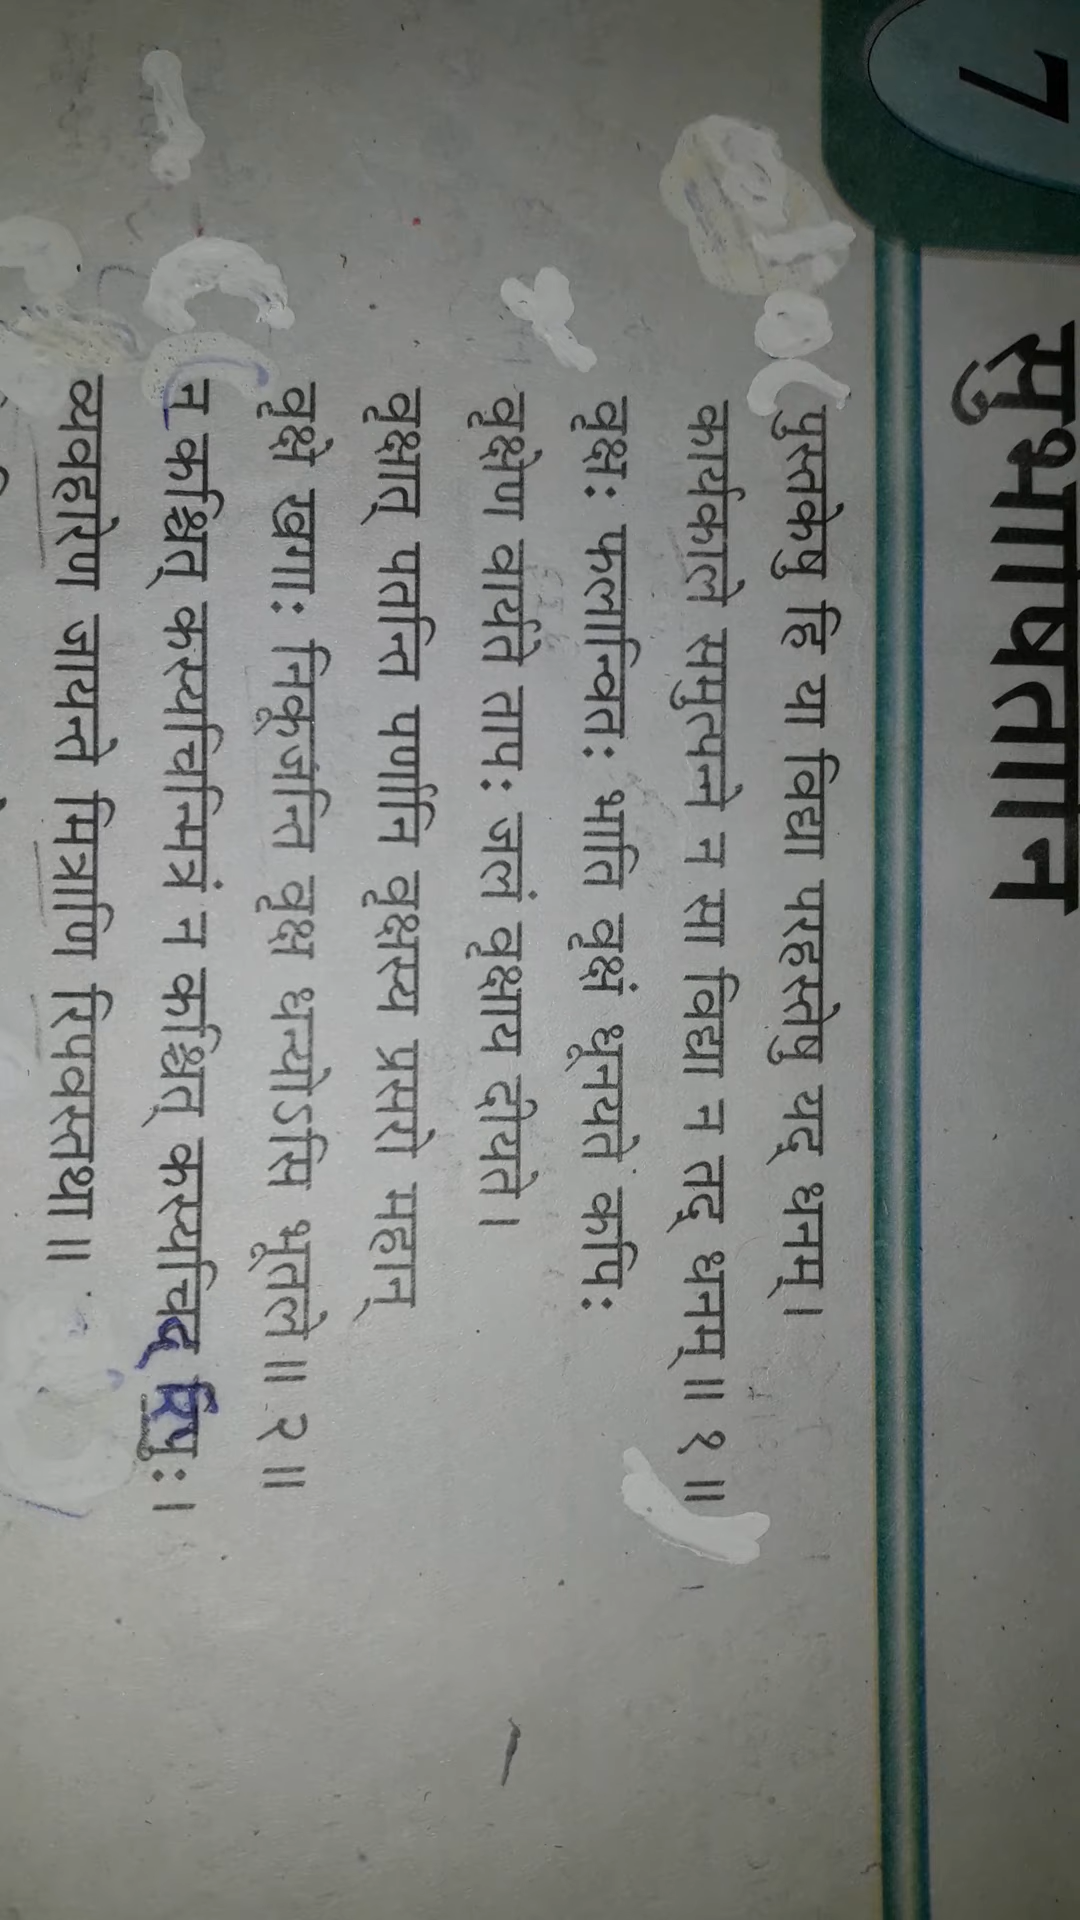 7
सुभाषितानि
पुस्तकेषु हि या विद्या परहस्तेषु यद् धनम्।
कार्यकाले समुत्पन्ने न सा विद्या न तद् धनम्॥ १ ॥
वृक्षः फलान्वितः भाति वृक्षं धूनयते कपिः
वृक्षेण वार्यते तापः जलं वृक्षाय दीयते।
वृक्षात् पतन्ति पर्णानि वृक्षस्य प्रसरो महान्
वृक्षे खगाः निकूजन्ति वृक्ष धन्योऽसि भूतले॥ २ ॥
न कश्चित् कस्यचिन्मित्रं न कश्चित् कस्यचिद् रिपुः।
व्यवहारेण जायन्ते मित्राणि रिपवस्तथा॥